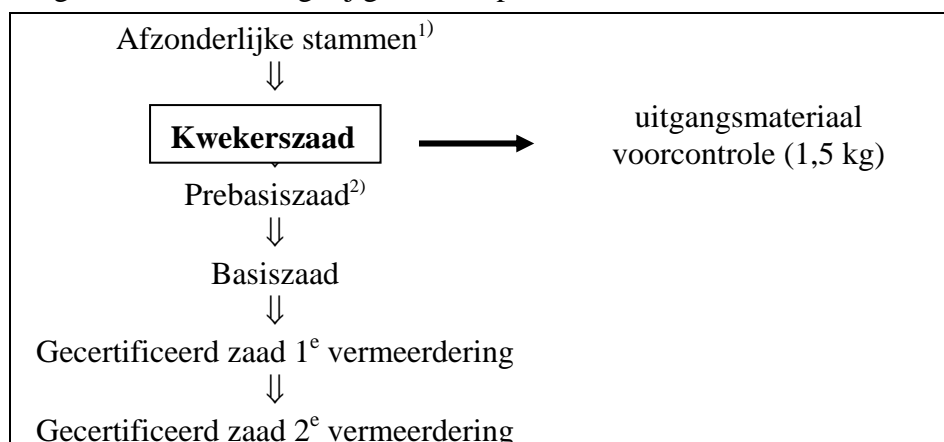 Afzonderlijke stammen1)
⇓
Kwekerszaad
uitgangsmateriaal
voorcontrole (1,5 kg)
Prebasiszaad2)
⇓
Basiszaad
⇓
Gecertificeerd zaad 1e vermeerdering
⇓
Gecertificeerd zaad 2e vermeerdering